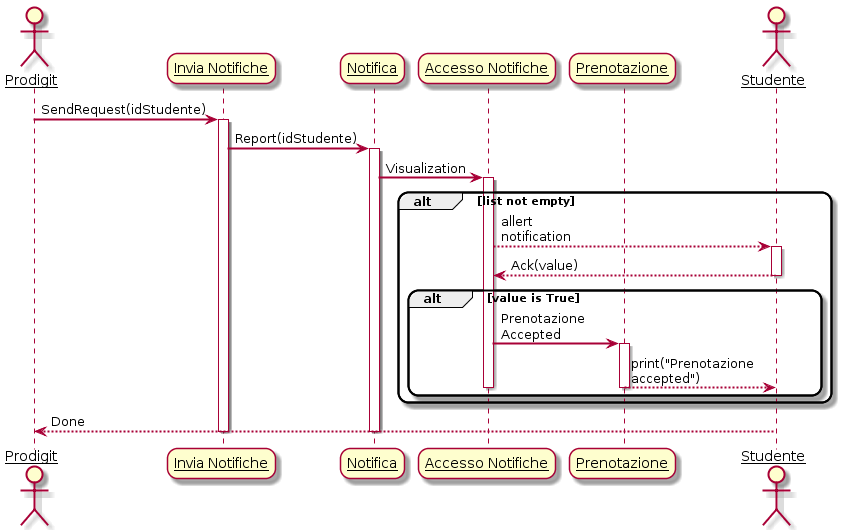 Prodigit
Invia Notifiche
Notifica
Accesso Notifiche
Prenotazione
Studente
SendRequest(idStudente)
Report(idStudente)
Visualization
alt
[list not empty]
allert
notification
Ack(value)
alt
[value is True]
Prenotazione
Accepted
print("Prenotazione
accepted")
Done
Prodigit
Invia Notifiche
Notifica
Accesso Notifiche
Prenotazione
Studente